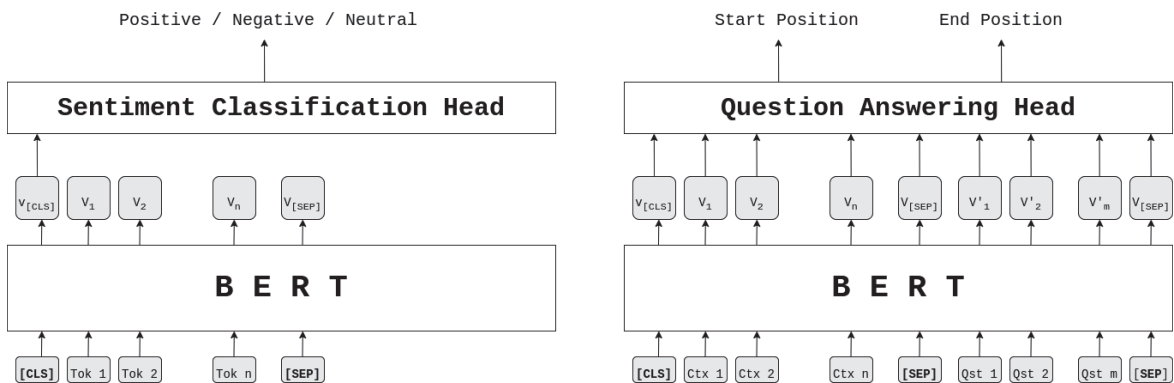 Positive / Negative / Neutral
Sentiment Classification Head
v[CLS] V1 V2 Vn V[SEP]
B E R T
[CLS] Tok 1 Tok 2 Tok n [SEP]
Start Position End Position
Question Answering Head
v[CLS] V1 V2 Vn V[SEP] V'1 V'2 V'm V[SEP]
B E R T
[CLS] Ctx 1 Ctx 2 Ctx n [SEP] Qst 1 Qst 2 Qst m [SEP]